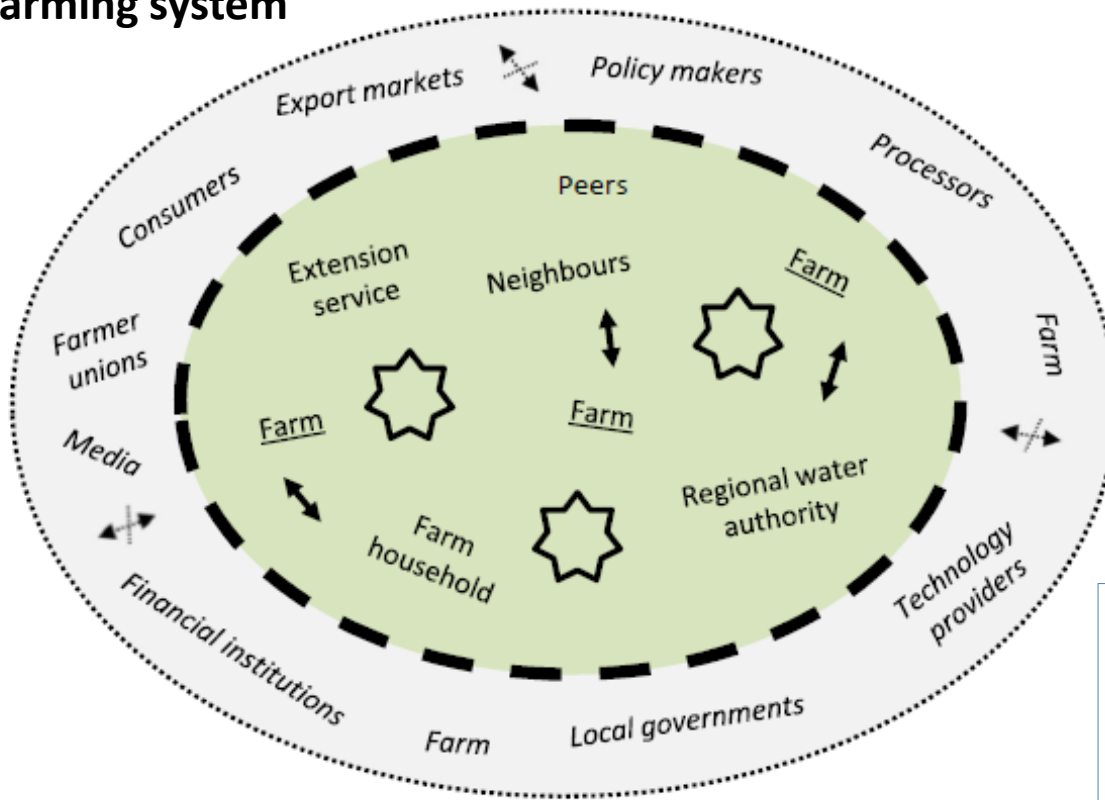 arming system
Export markets
Policy makers
Processors
Consumers
Peers
Extension
service
Neighbours
Farm
Farmer
unions
Farm
Farm
Farm
Media
Regional water
authority
Farm
household
Technology
providers
Financial institutions
Farm
Local governments